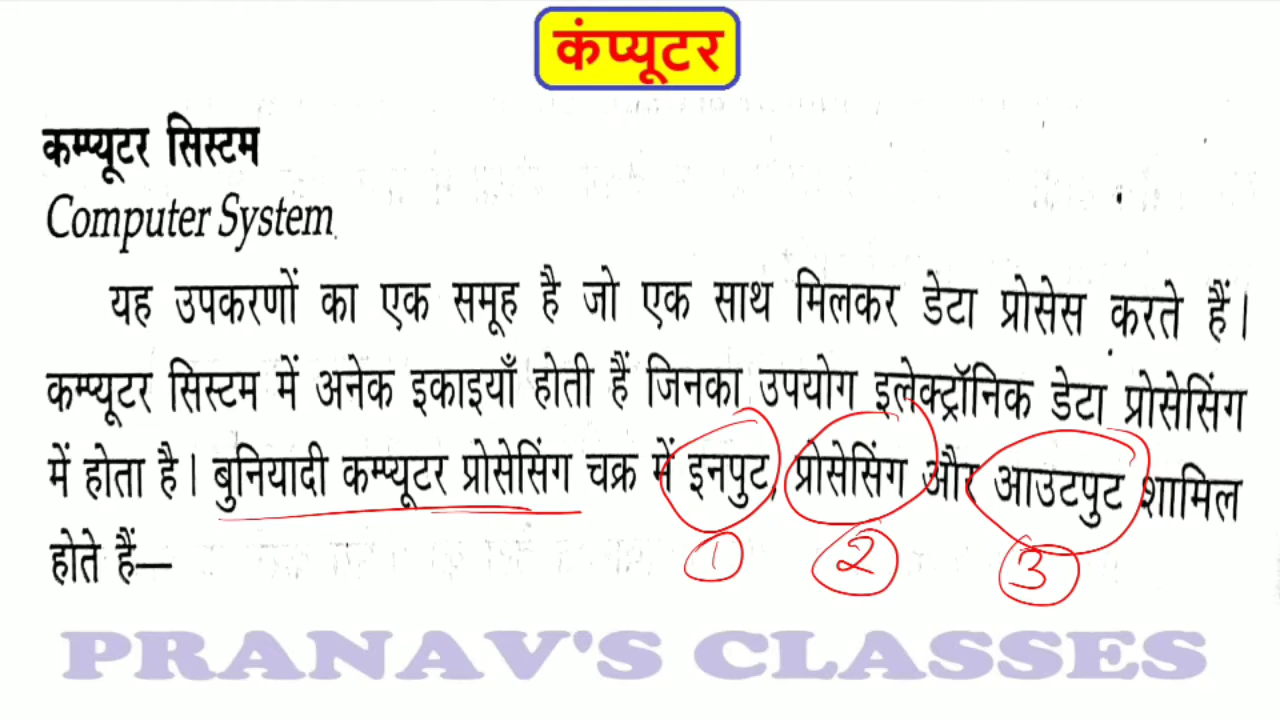 कंप्यूटर
कम्प्यूटर सिस्टम
Computer System
यह उपकरणों का एक समूह है जो एक साथ मिलकर डेटा प्रोसेस करते हैं।
कम्प्यूटर सिस्टम में अनेक इकाइयाँ होती हैं जिनका उपयोग इलेक्ट्रॉनिक डेटा प्रोसेसिंग
में होता है। बुनियादी कम्प्यूटर प्रोसेसिंग चक्र में इनपुट, प्रोसेसिंग और आउटपुट शामिल
होते हैं—
1 2 3
PRANAV'S CLASSES